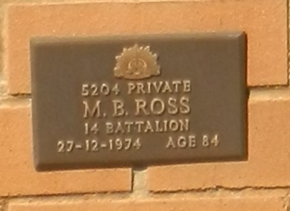 5204 PRIVATE
M. B. ROSS
14 BATTALION
27-12-1974 AGE 84